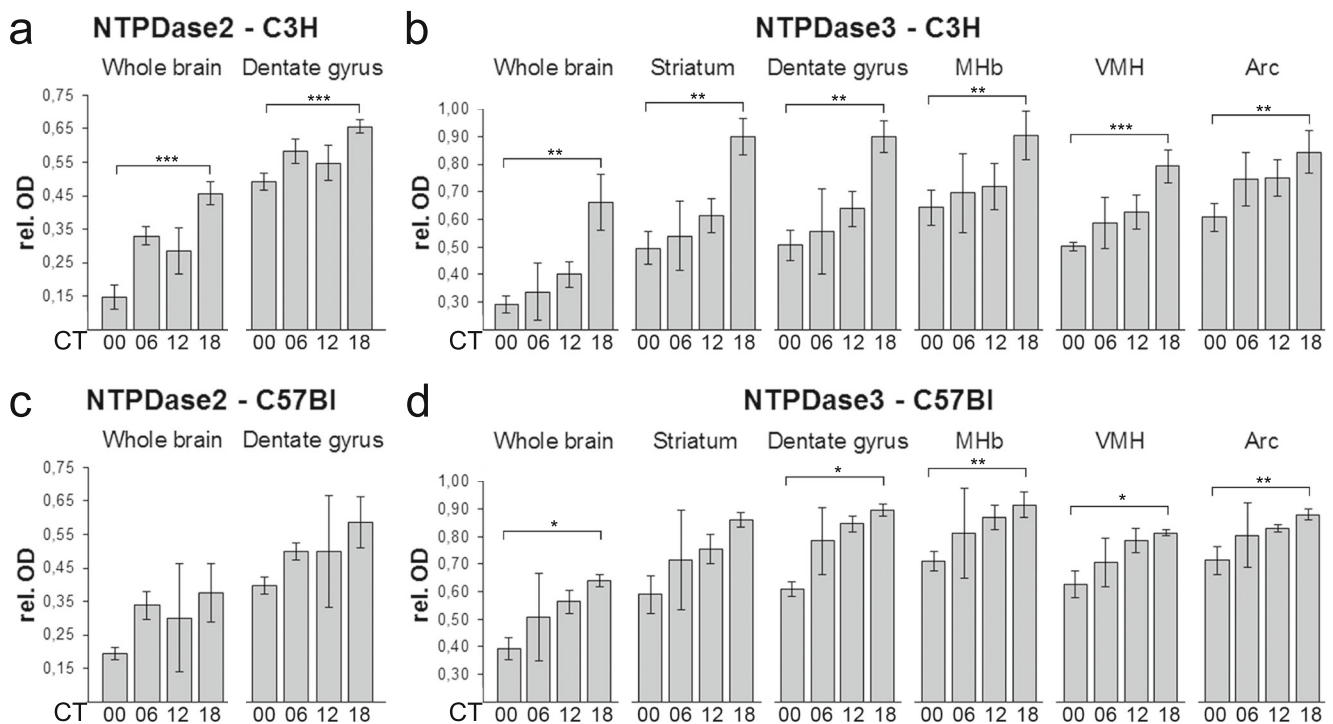 a NTPDase2 - C3H
Whole brain Dentate gyrus
rel. OD
0,75
0,65
0,55
0,45
0,35
0,25
0,15
*** ***
CT 00 06 12 18 00 06 12 18
b NTPDase3 - C3H
Whole brain Striatum Dentate gyrus MHb VMH Arc
rel. OD
1,00
0,90
0,80
0,70
0,60
0,50
0,40
0,30
** ** ** ** *** **
CT 00 06 12 18 00 06 12 18 00 06 12 18 00 06 12 18 00 06 12 18 00 06 12 18
c NTPDase2 - C57Bl
Whole brain Dentate gyrus
rel. OD
0,75
0,65
0,55
0,45
0,35
0,25
0,15
CT 00 06 12 18 00 06 12 18
d NTPDase3 - C57Bl
Whole brain Striatum Dentate gyrus MHb VMH Arc
rel. OD
1,00
0,90
0,80
0,70
0,60
0,50
0,40
0,30
* * ** * **
CT 00 06 12 18 00 06 12 18 00 06 12 18 00 06 12 18 00 06 12 18 00 06 12 18